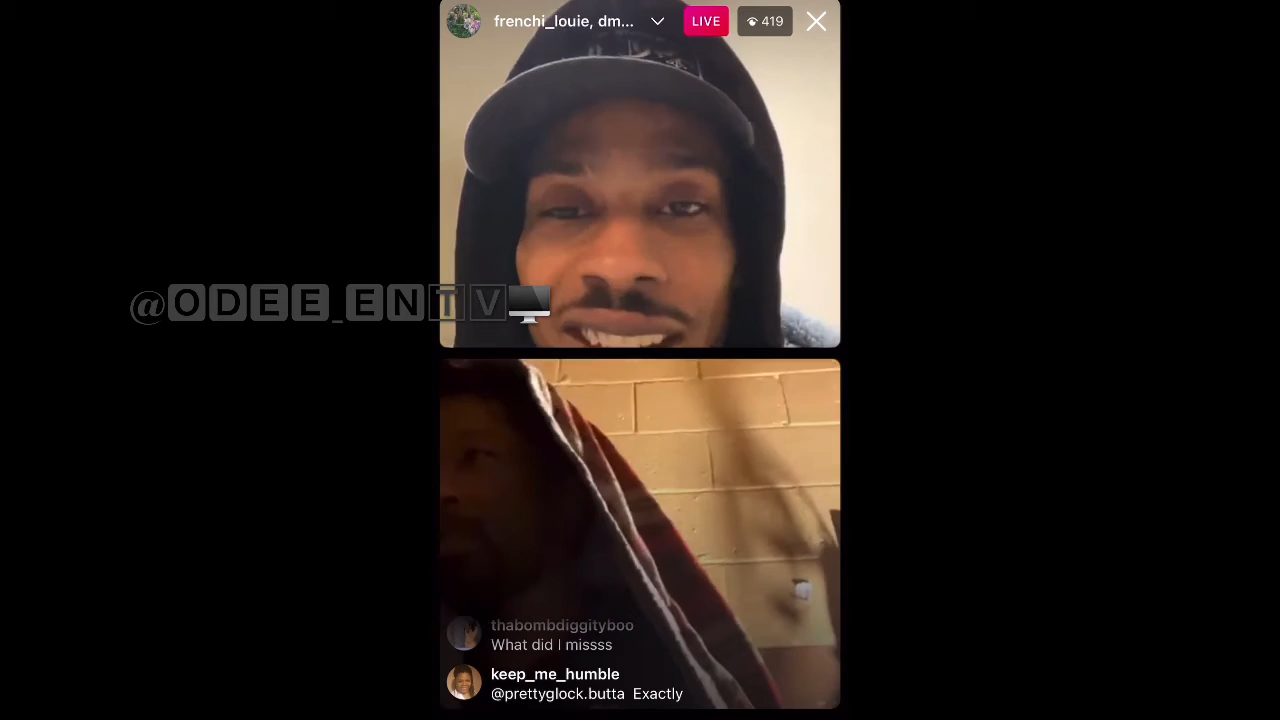 frenchi_louie, dm...
LIVE
419
@ODEE_ENTV
thabombdiggityboo
What did I missss
keep_me_humble
@prettyglock.butta Exactly